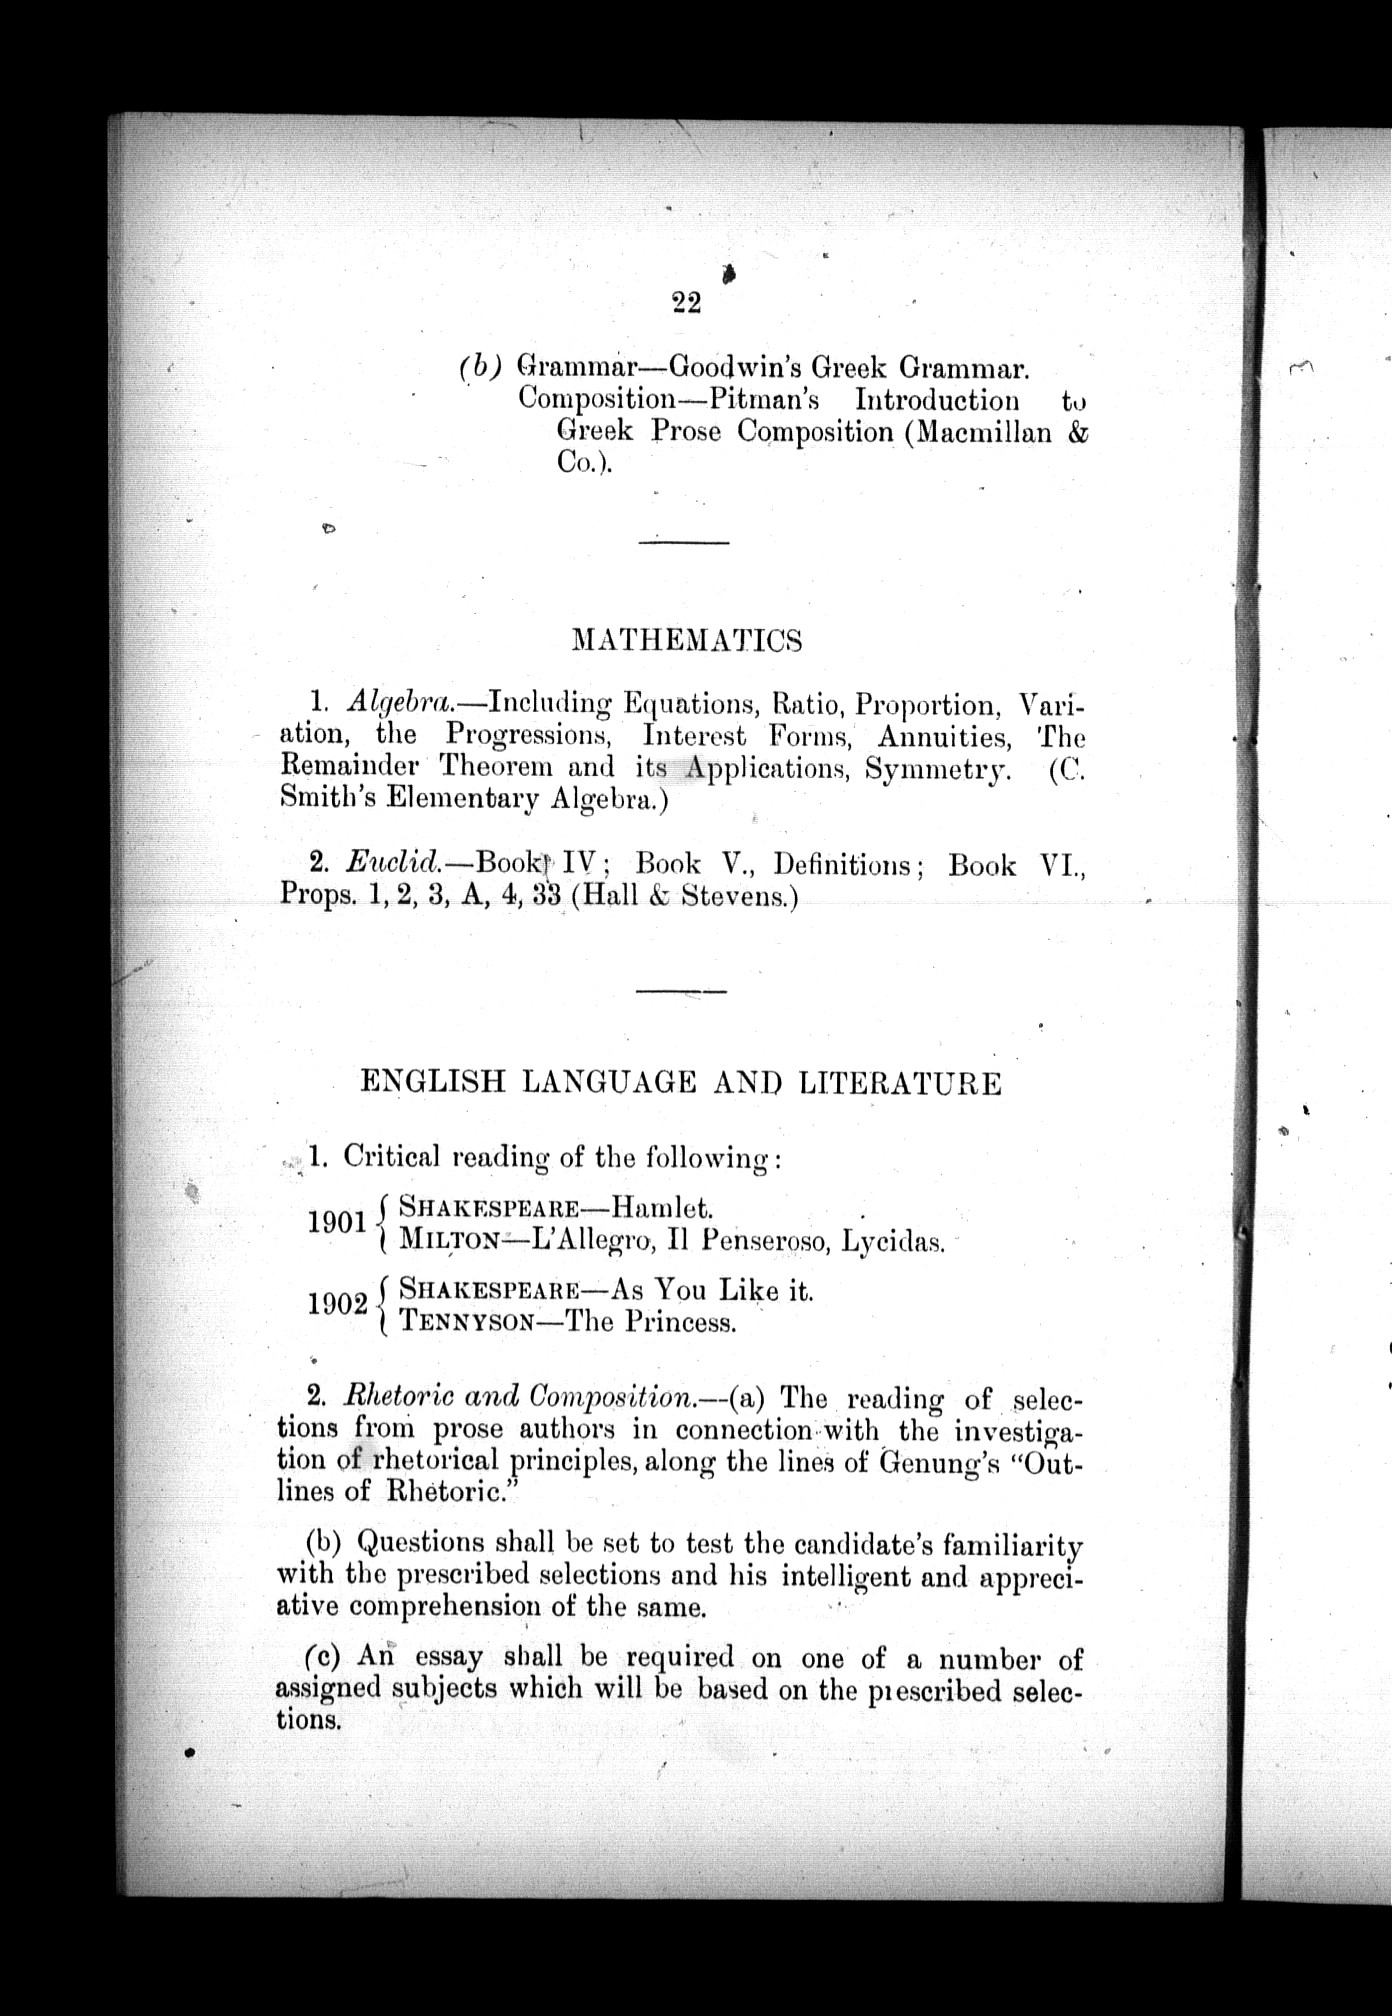 22
(b) Grammar—Goodwin's Greek Grammar.
Composition—Pitman's Introduction to
Greek Prose Composition (Macmillan &
Co.).
MATHEMATICS
1. Algebra.—Including Equations, Ratio, Proportion, Vari-
ation, the Progressions, Interest Forms, Annuities, The
Remainder Theorem and its Applications, Symmetry. (C.
Smith's Elementary Algebra.)
2. Euclid.—Book IV; Book V., Definitions; Book VI.,
Props. 1, 2, 3, A, 4, 33 (Hall & Stevens.)
ENGLISH LANGUAGE AND LITERATURE
1. Critical reading of the following:
1901 { SHAKESPEARE—Hamlet.
MILTON—L'Allegro, Il Penseroso, Lycidas.
1902 { SHAKESPEARE—As You Like it.
TENNYSON—The Princess.
2. Rhetoric and Composition.—(a) The reading of selec-
tions from prose authors in connection with the investiga-
tion of rhetorical principles, along the lines of Genung's "Out-
lines of Rhetoric."
(b) Questions shall be set to test the candidate's familiarity
with the prescribed selections and his intelligent and appreci-
ative comprehension of the same.
(c) An essay shall be required on one of a number of
assigned subjects which will be based on the prescribed selec-
tions.